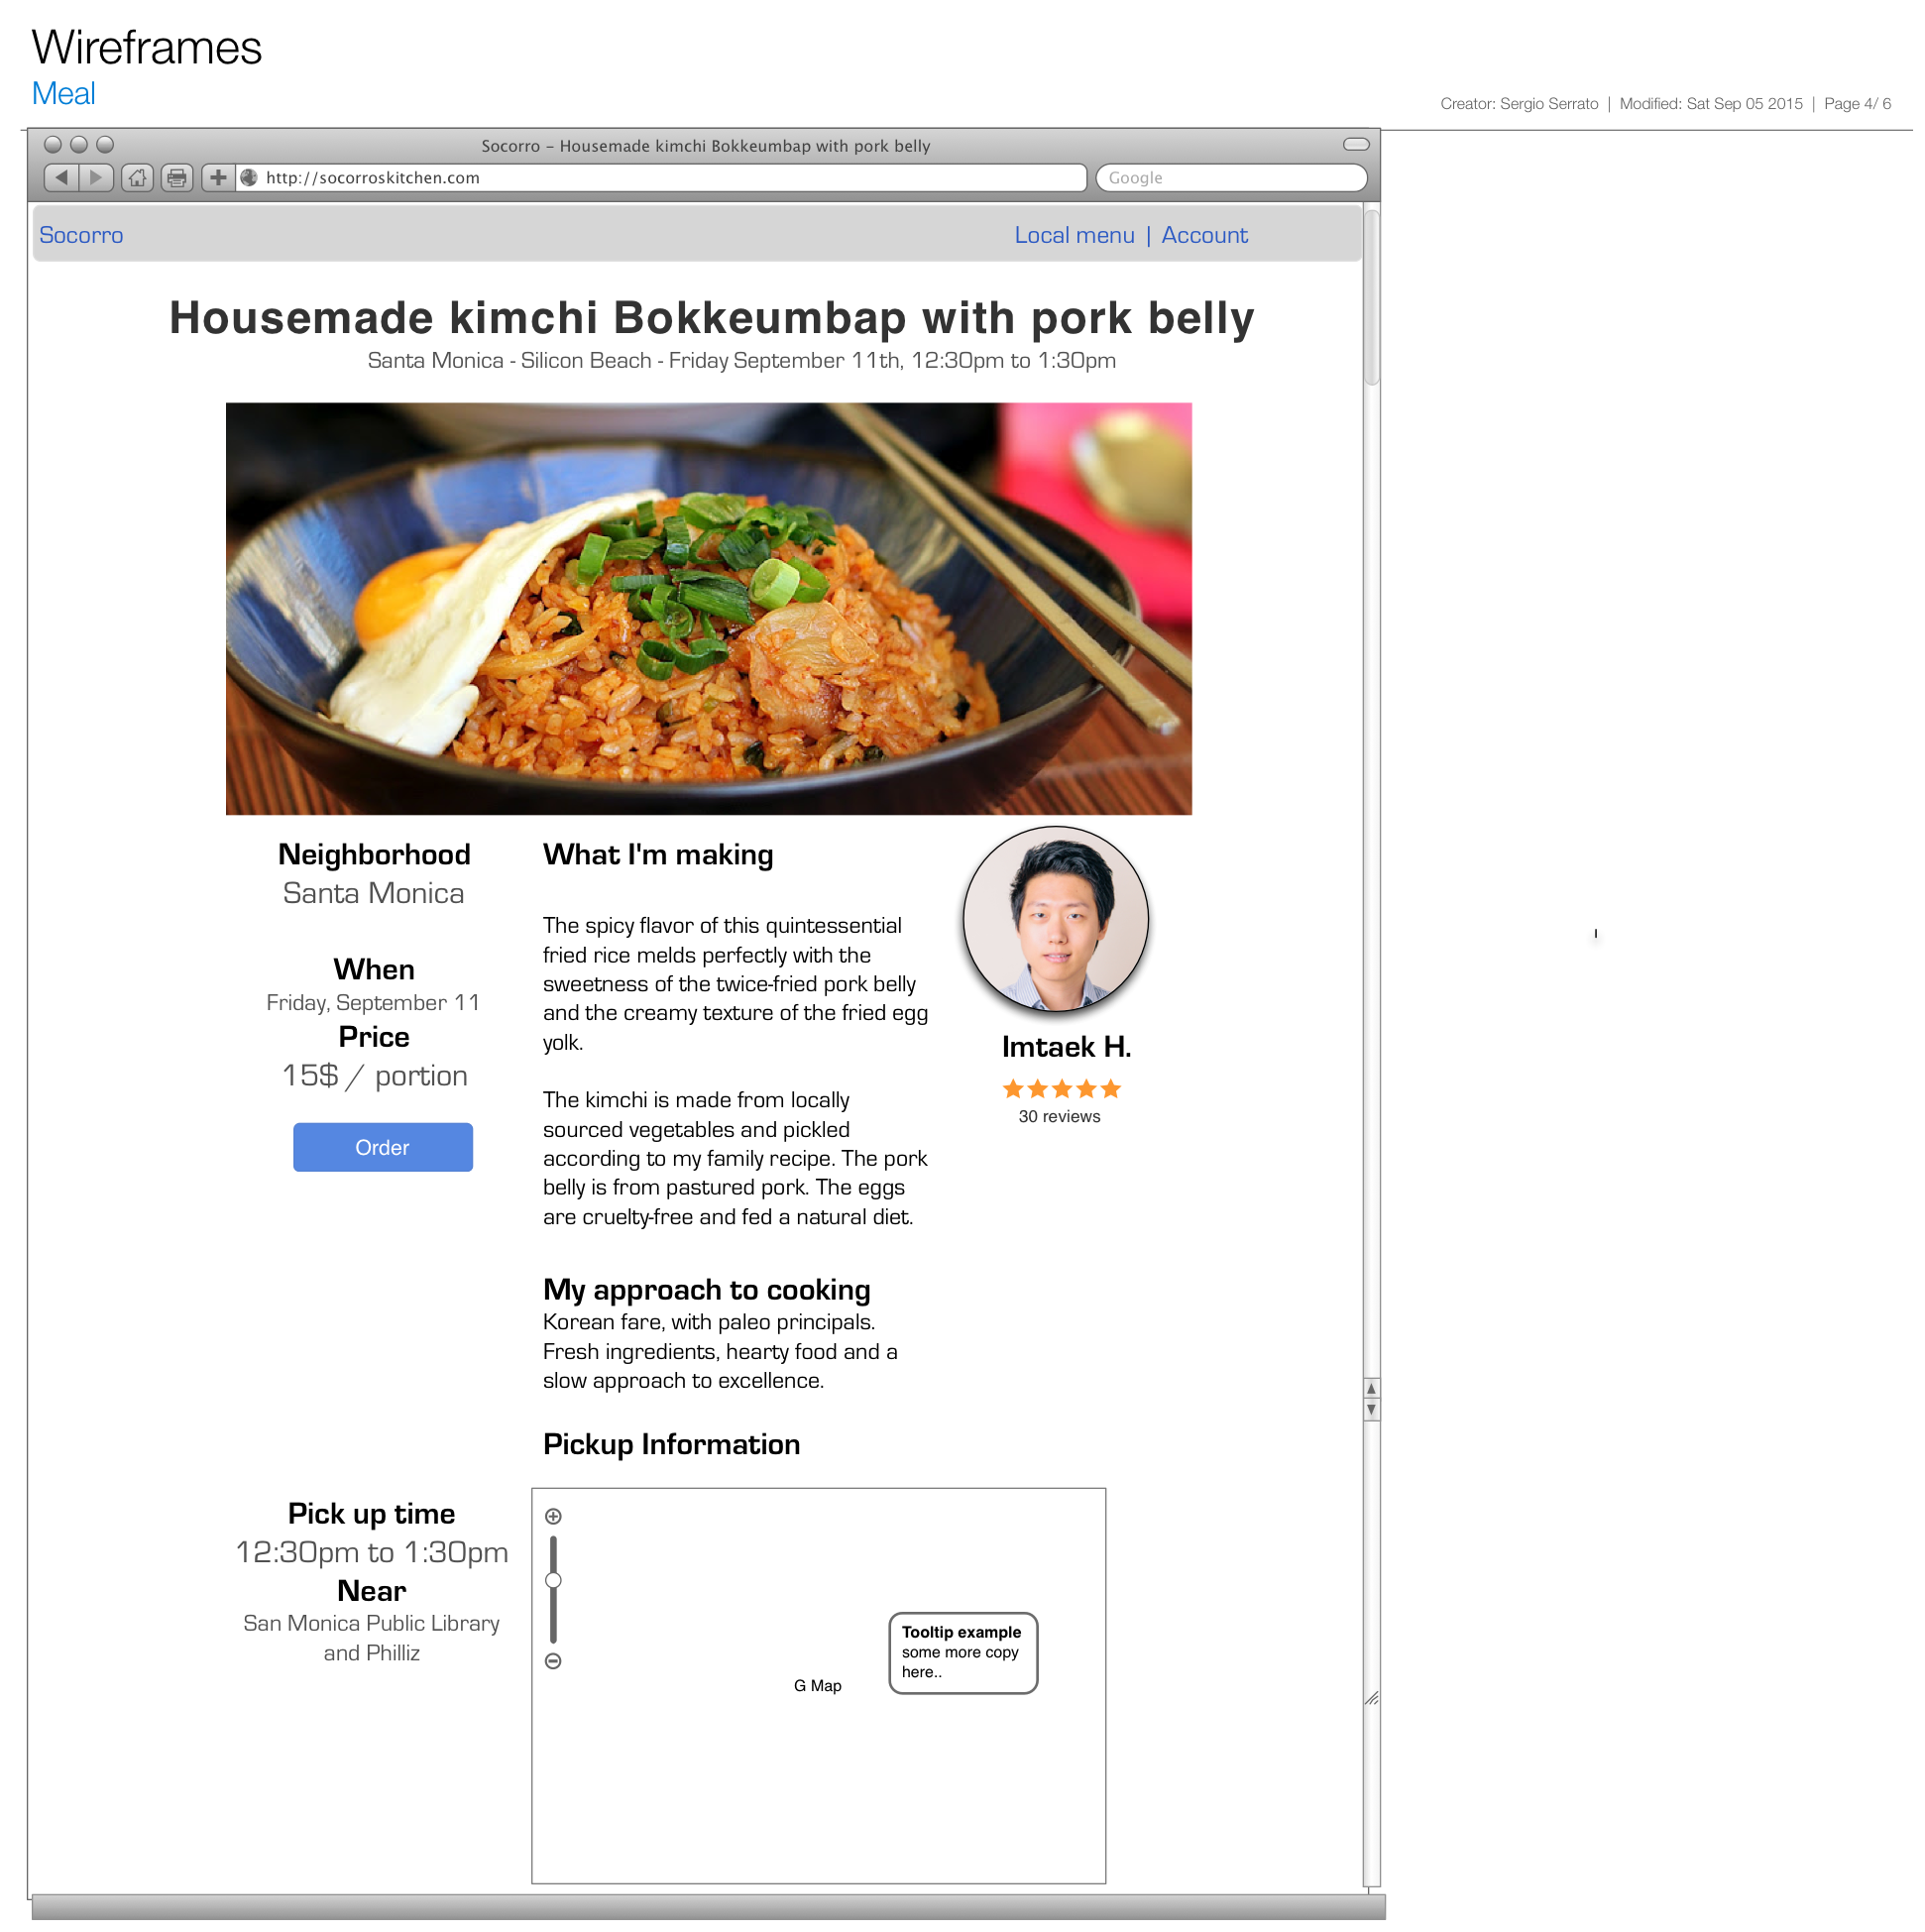 Wireframes
Meal
Creator: Sergio Serrato | Modified: Sat Sep 05 2015 | Page 4/ 6
Socorro – Housemade kimchi Bokkeumbap with pork belly
http://socorroskitchen.com
Google
Socorro
Local menu | Account
Housemade kimchi Bokkeumbap with pork belly
Santa Monica - Silicon Beach - Friday September 11th, 12:30pm to 1:30pm
Neighborhood
Santa Monica
When
Friday, September 11
Price
15$ / portion
Order
What I'm making
The spicy flavor of this quintessential
fried rice melds perfectly with the
sweetness of the twice-fried pork belly
and the creamy texture of the fried egg
yolk.
The kimchi is made from locally
sourced vegetables and pickled
according to my family recipe. The pork
belly is from pastured pork. The eggs
are cruelty-free and fed a natural diet.
My approach to cooking
Korean fare, with paleo principals.
Fresh ingredients, hearty food and a
slow approach to excellence.
Imtaek H.
30 reviews
Pickup Information
Pick up time
12:30pm to 1:30pm
Near
San Monica Public Library
and Philliz
Tooltip example
some more copy
here..
G Map